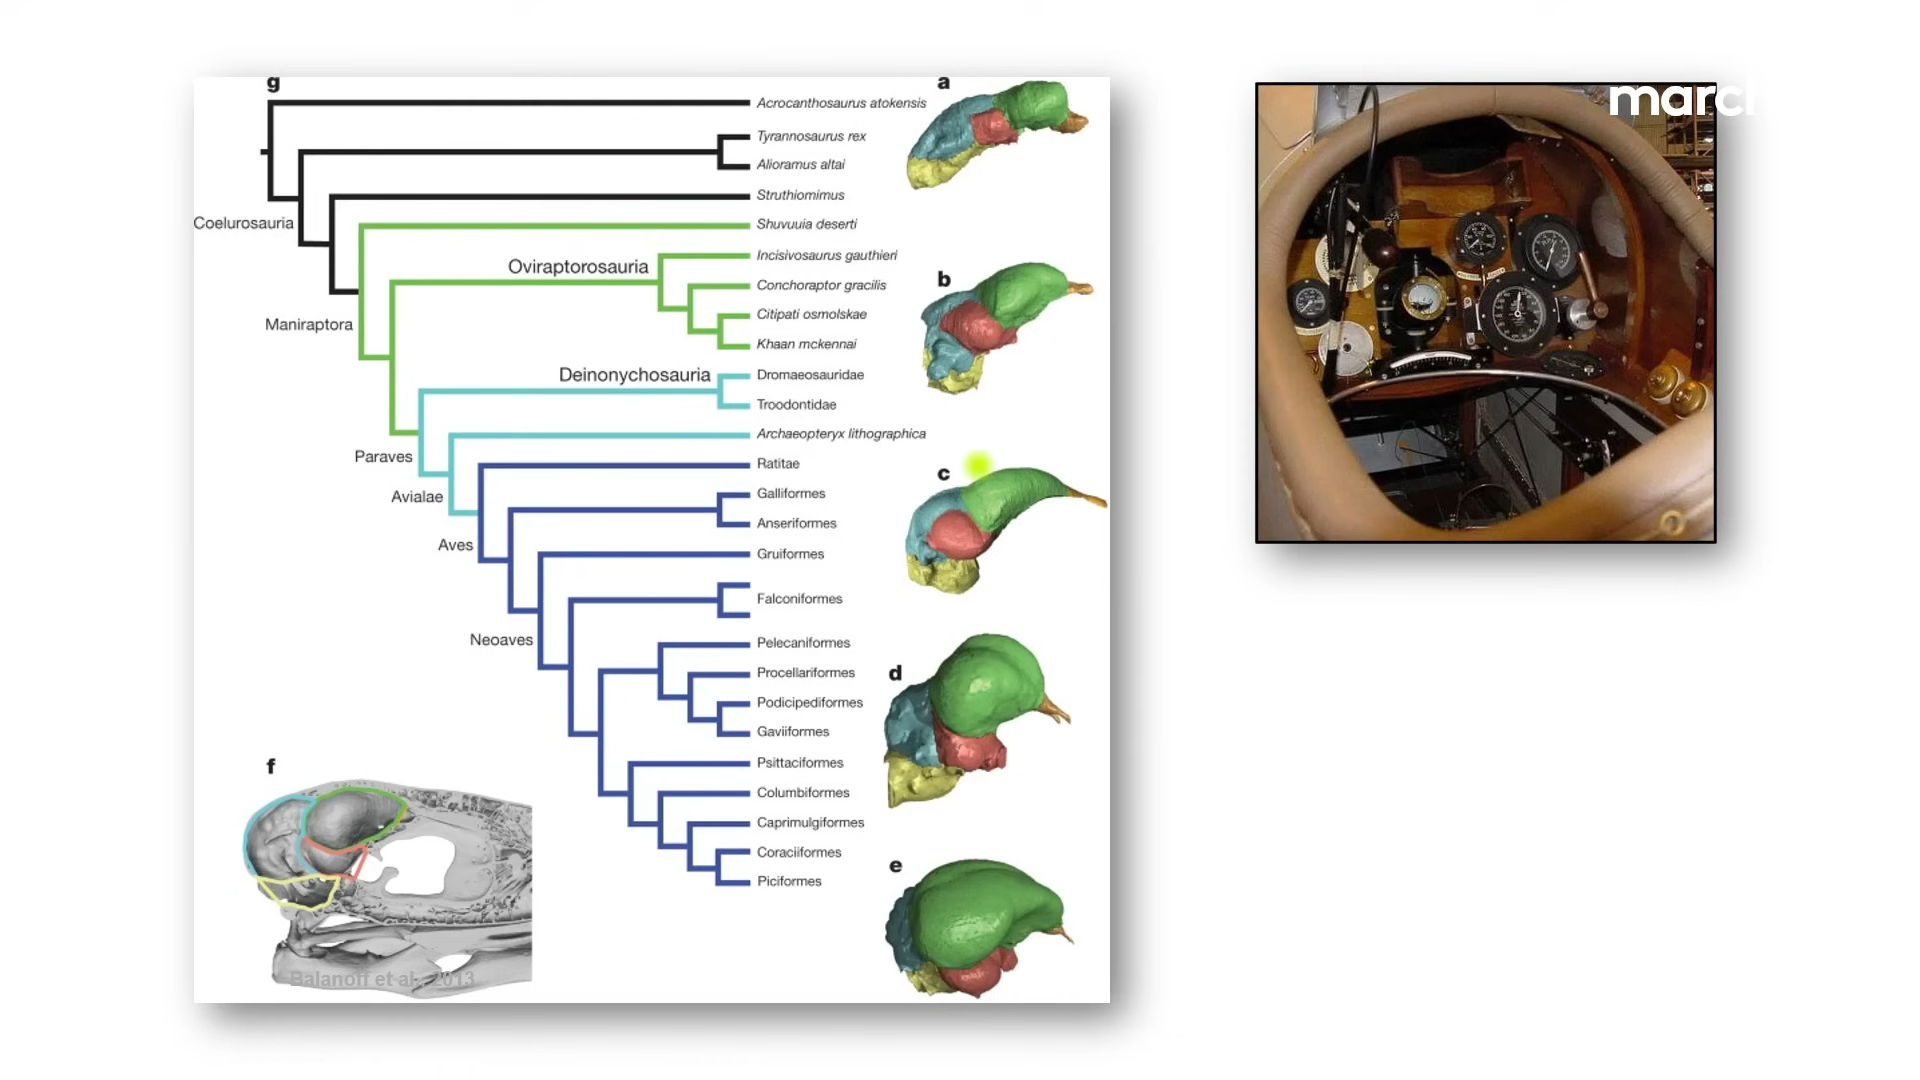 g
Acrocanthosaurus atokensis
Tyrannosaurus rex
Alioramus altai
Struthiomimus
Coelurosauria
Shuvuuia deserti
Incisivosaurus gauthieri
Oviraptorosauria
Conchoraptor gracilis
Citipati osmolskae
Maniraptora
Khaan mckennai
Deinonychosauria
Dromaeosauridae
Troodontidae
Archaeopteryx lithographica
Paraves
Ratitae
Avialae
Galliformes
Anseriformes
Aves
Gruiformes
Falconiformes
Neoaves
Pelecaniformes
Procellariformes
Podicipediformes
Gaviiformes
Psittaciformes
Columbiformes
Caprimulgiformes
Coraciiformes
Piciformes
a
b
c
d
e
f
Balanoff et al., 2013
marc